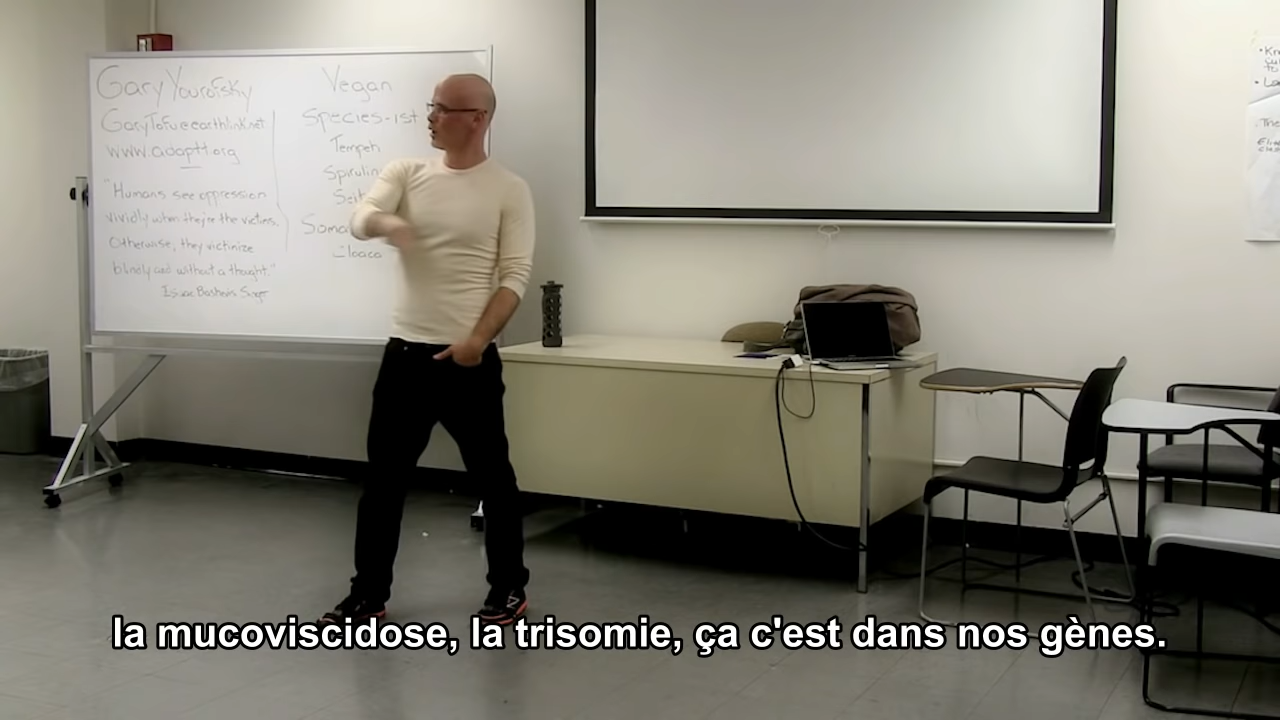 Gary Yourofsky
GaryTofu@earthlink.net
www.adaptt.org
"Humans see oppression
vividly when they're the victims.
Otherwise, they victimize
blindly and without a thought."
Isaac Bashevis Singer
Vegan
Species-ist
Tempeh
Cloaca
la mucoviscidose, la trisomie, ça c'est dans nos gènes.